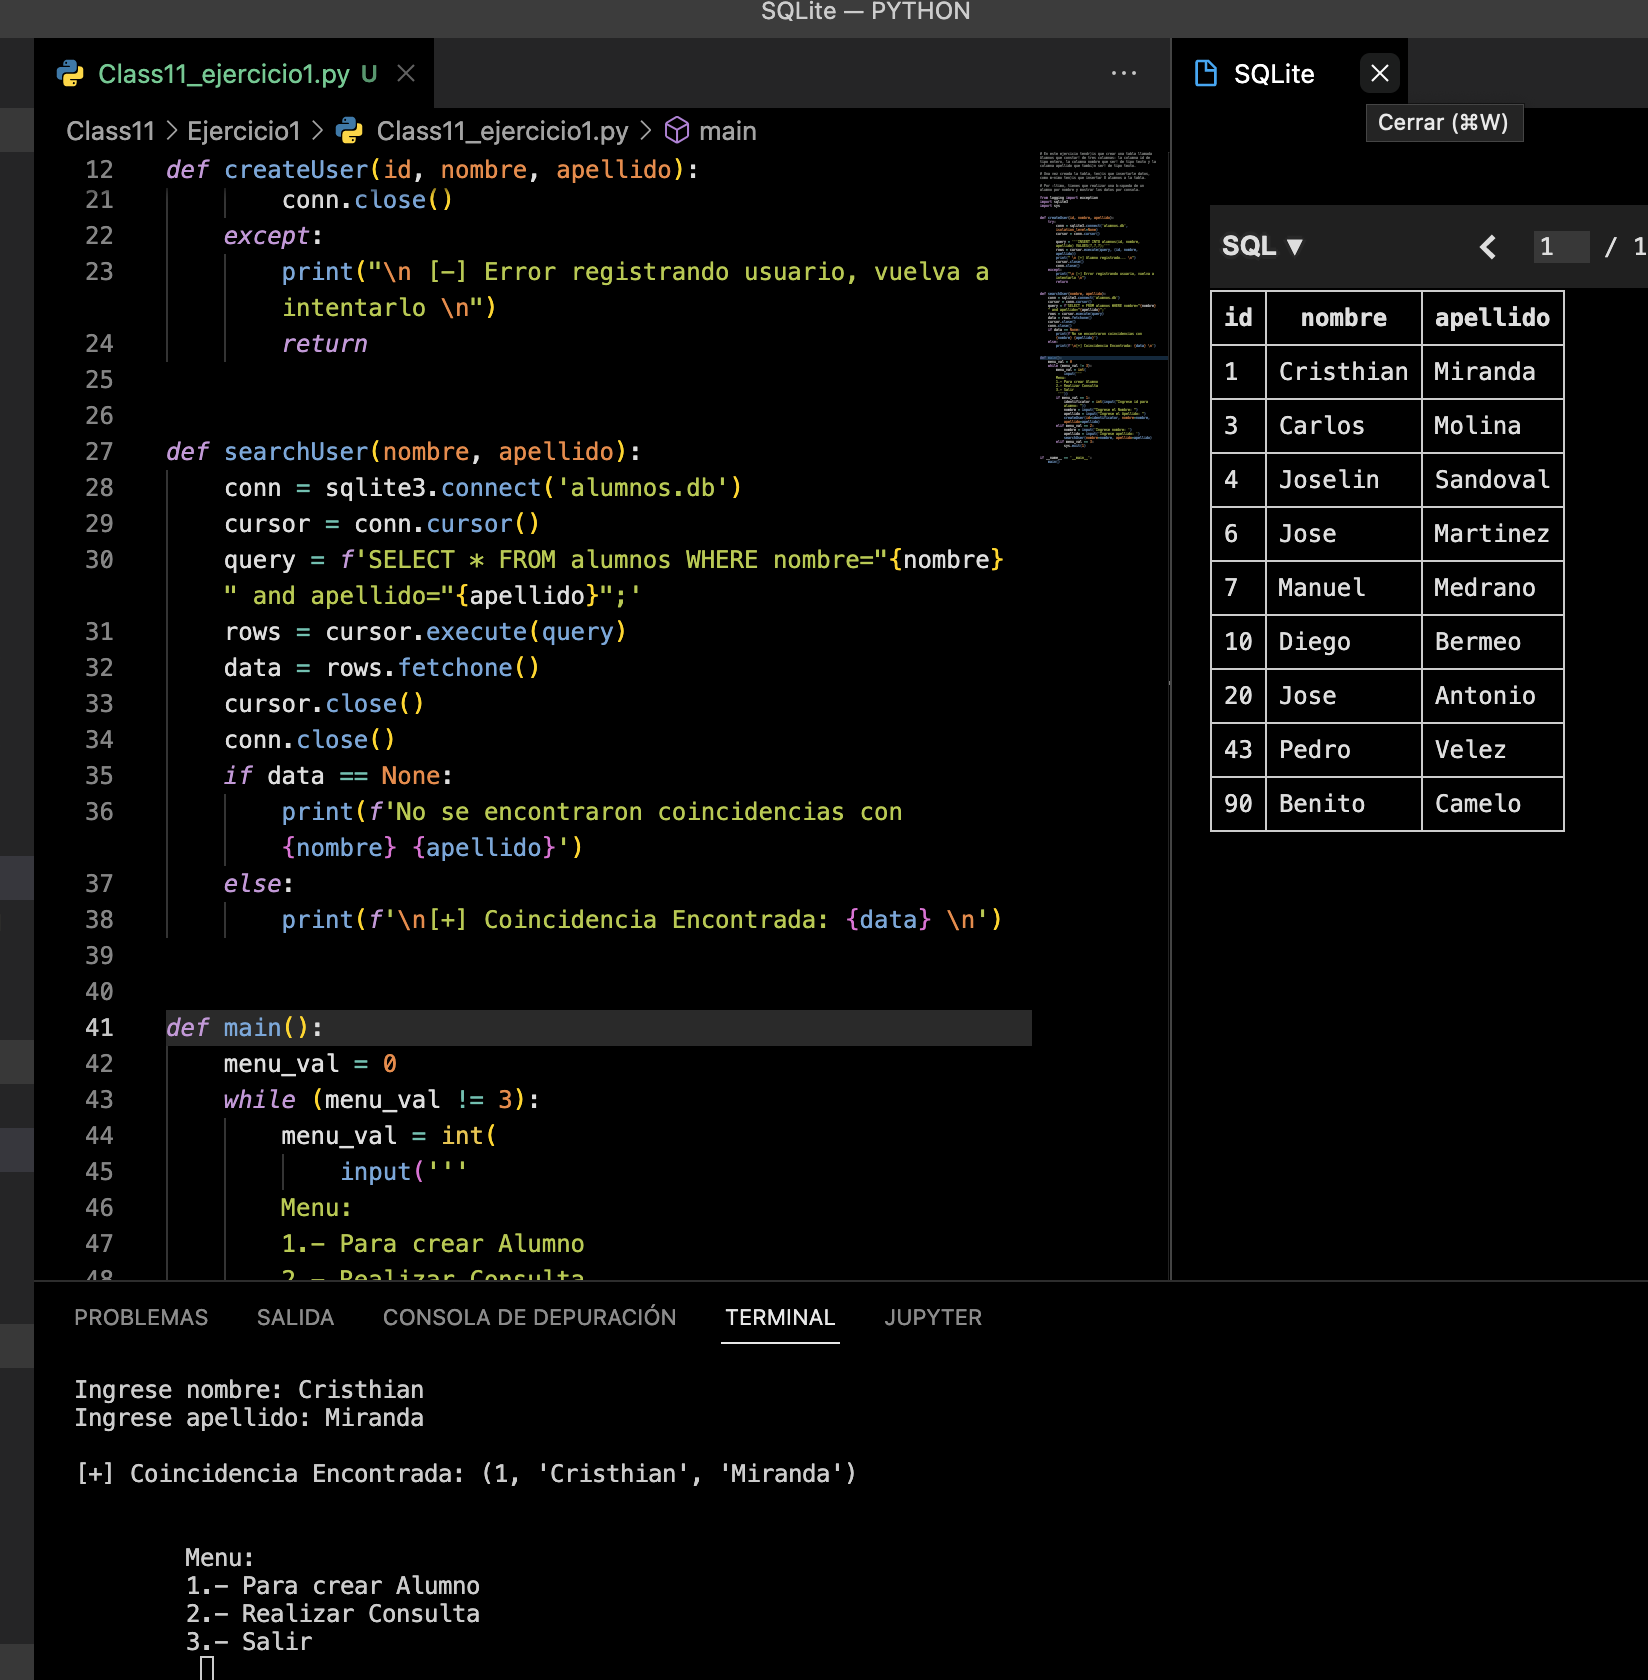 SQLite — PYTHON
Class11_ejercicio1.py U
SQLite
Cerrar (⌘W)
Class11 > Ejercicio1 > Class11_ejercicio1.py > main
12 def createUser(id, nombre, apellido):
21 conn.close()
22 except:
23 print("\n [-] Error registrando usuario, vuelva a
intentarlo \n")
24 return
25
26
27 def searchUser(nombre, apellido):
28 conn = sqlite3.connect('alumnos.db')
29 cursor = conn.cursor()
30 query = f'SELECT * FROM alumnos WHERE nombre="{nombre}
" and apellido="{apellido}";'
31 rows = cursor.execute(query)
32 data = rows.fetchone()
33 cursor.close()
34 conn.close()
35 if data == None:
36 print(f'No se encontraron coincidencias con
{nombre} {apellido}')
37 else:
38 print(f'\n[+] Coincidencia Encontrada: {data} \n')
39
40
41 def main():
42 menu_val = 0
43 while (menu_val != 3):
44 menu_val = int(
45 input('''
46 Menu:
47 1.- Para crear Alumno
48 2.- Realizar Consulta
SQL ▼ 1 / 1
id nombre apellido
1 Cristhian Miranda
3 Carlos Molina
4 Joselin Sandoval
6 Jose Martinez
7 Manuel Medrano
10 Diego Bermeo
20 Jose Antonio
43 Pedro Velez
90 Benito Camelo
PROBLEMAS SALIDA CONSOLA DE DEPURACIÓN TERMINAL JUPYTER
Ingrese nombre: Cristhian
Ingrese apellido: Miranda
[+] Coincidencia Encontrada: (1, 'Cristhian', 'Miranda')
Menu:
1.- Para crear Alumno
2.- Realizar Consulta
3.- Salir